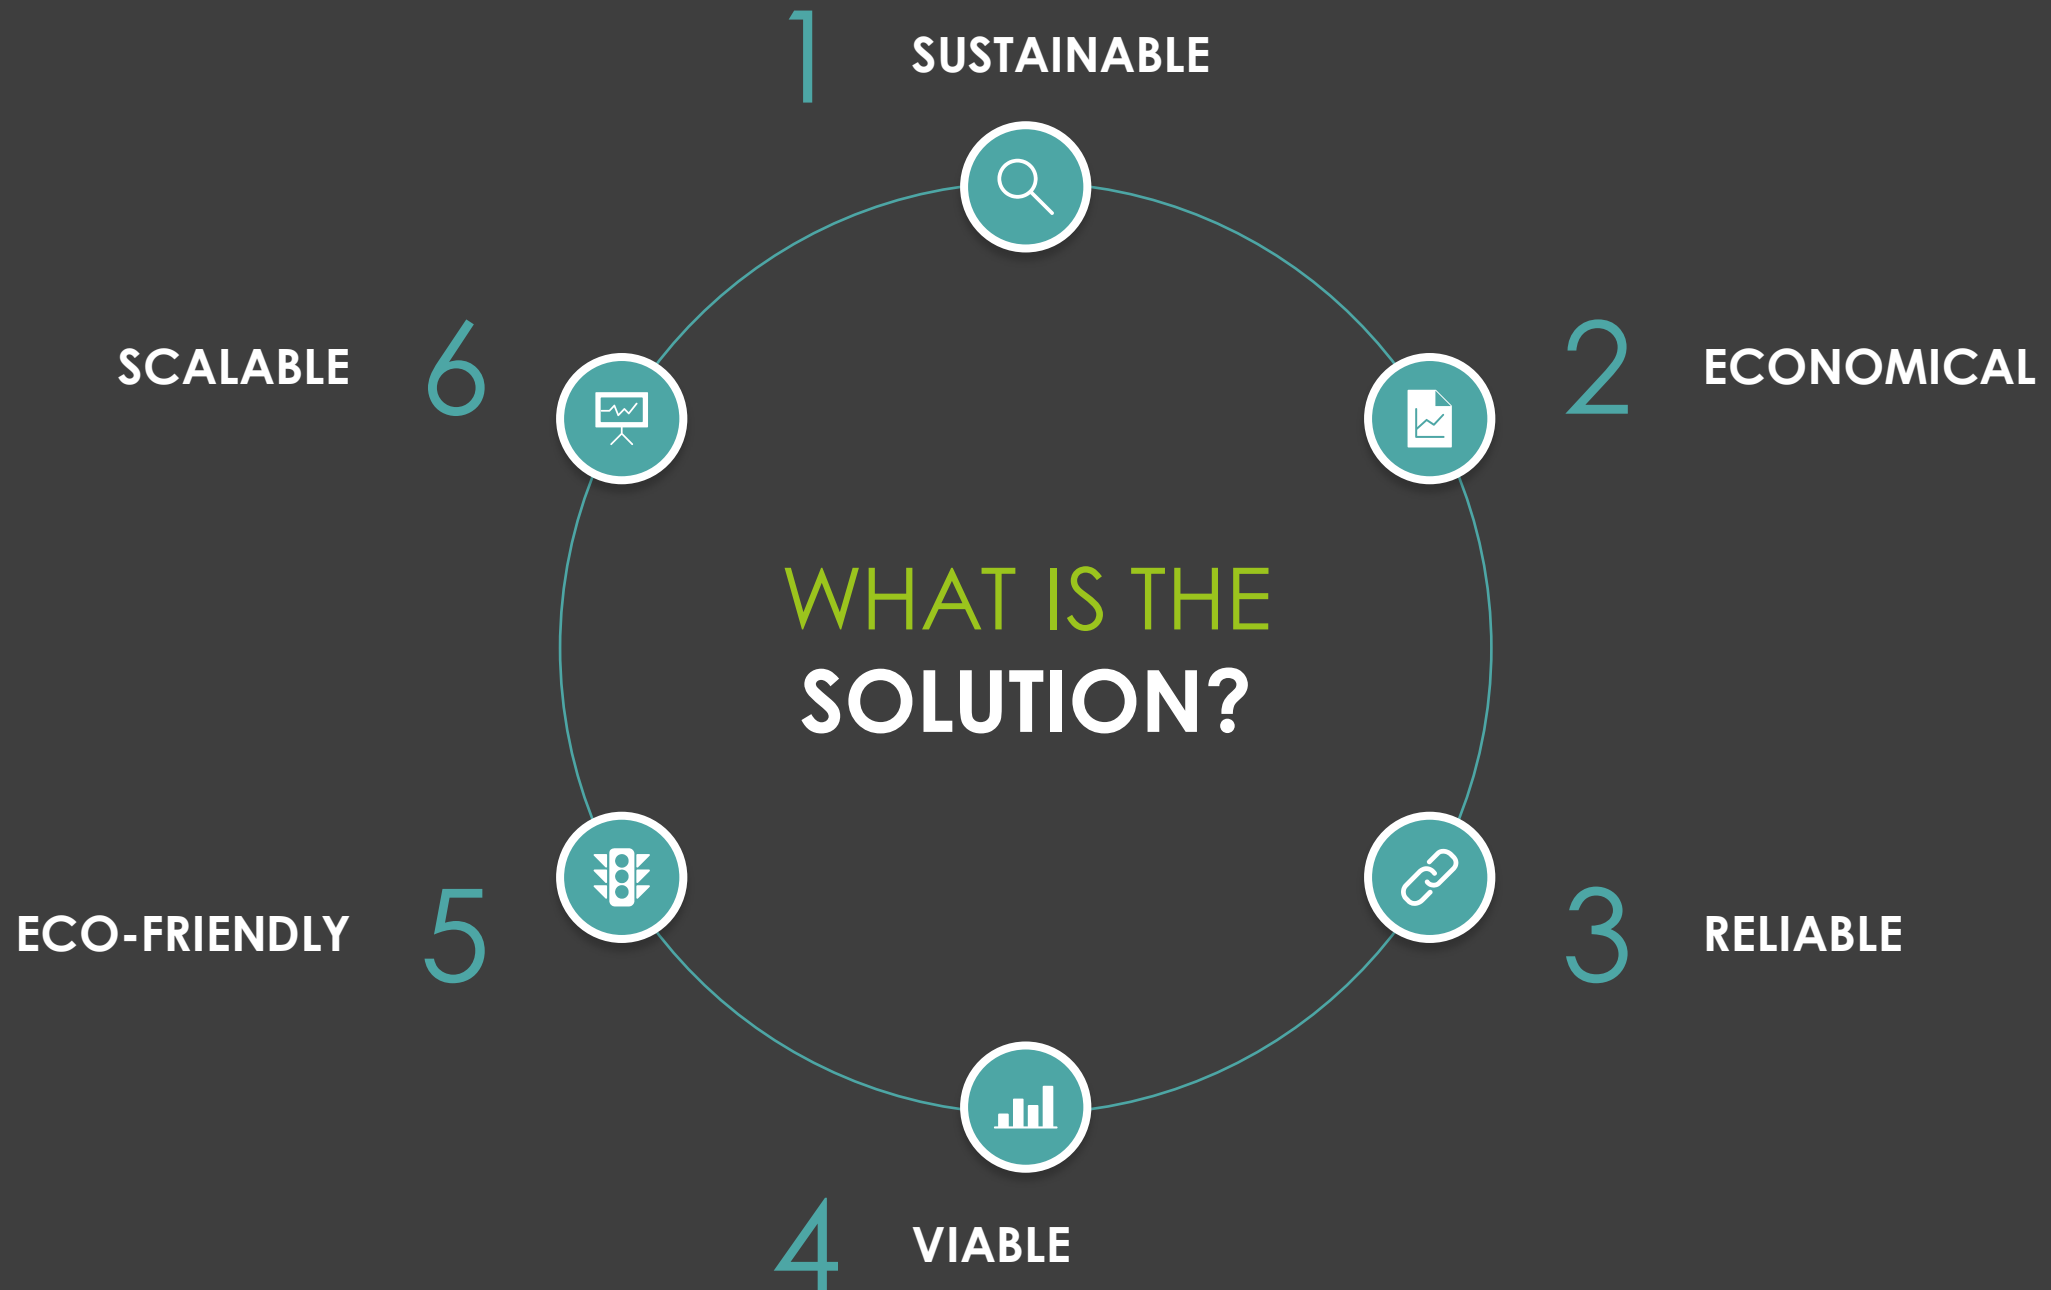 1 SUSTAINABLE
2 ECONOMICAL
3 RELIABLE
4 VIABLE
5 ECO-FRIENDLY
6 SCALABLE
WHAT IS THE
SOLUTION?